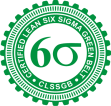 CERTIFIED LEAN SIX SIGMA GREEN BELT
6σ
CLSSGB